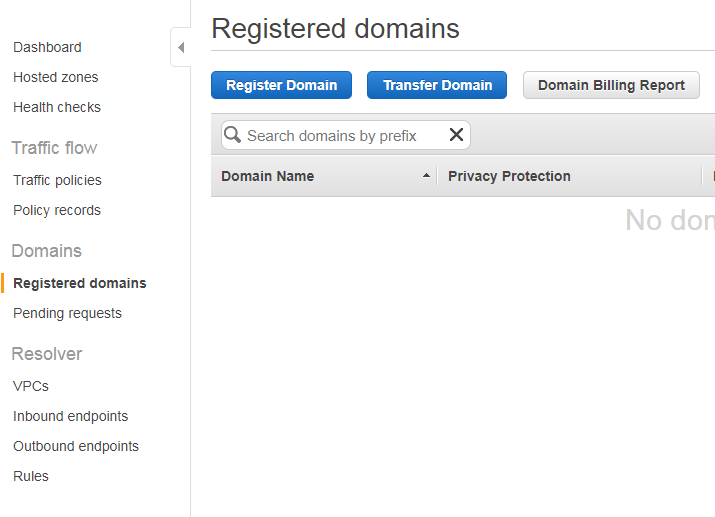 Dashboard
Hosted zones
Health checks
Traffic flow
Traffic policies
Policy records
Domains
Registered domains
Pending requests
Resolver
VPCs
Inbound endpoints
Outbound endpoints
Rules
Registered domains
Register Domain
Transfer Domain
Domain Billing Report
Search domains by prefix
Domain Name
Privacy Protection
No